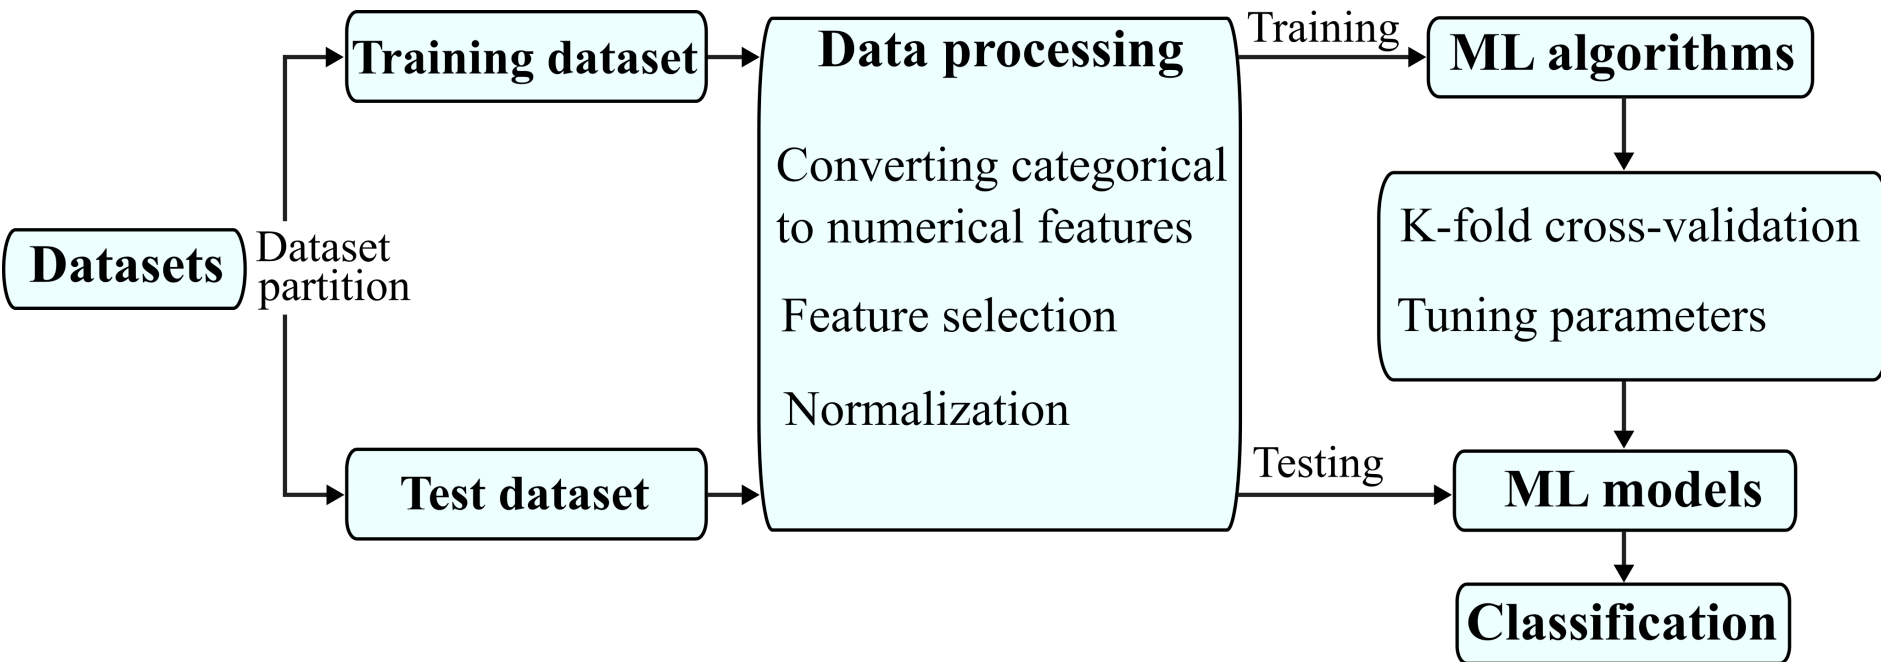 Datasets
Dataset
partition
Training dataset
Test dataset
Data processing
Converting categorical
to numerical features
Feature selection
Normalization
Training
Testing
ML algorithms
K-fold cross-validation
Tuning parameters
ML models
Classification